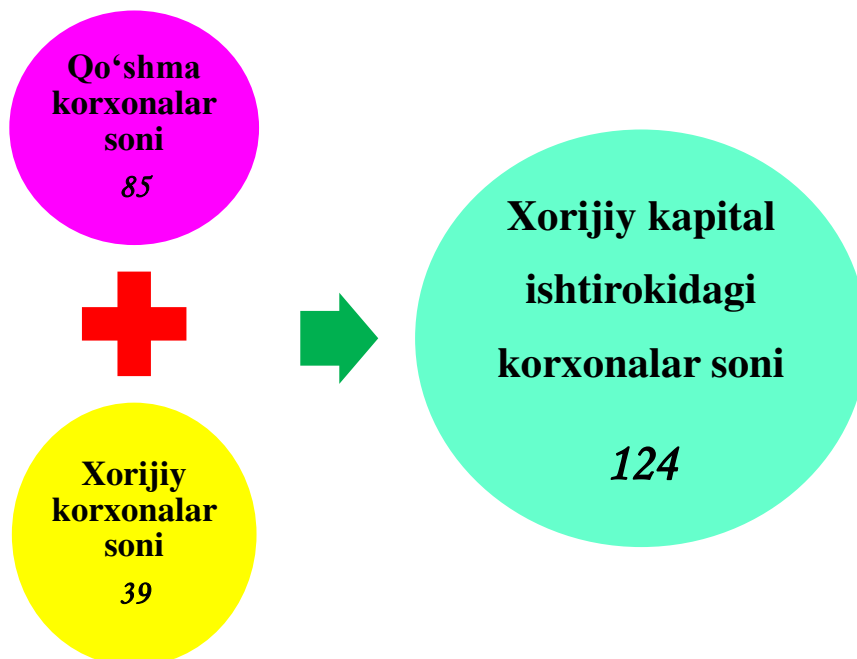 Qo‘shma
korxonalar
soni
85
Xorijiy
korxonalar
soni
39
Xorijiy kapital
ishtirokidagi
korxonalar soni
124